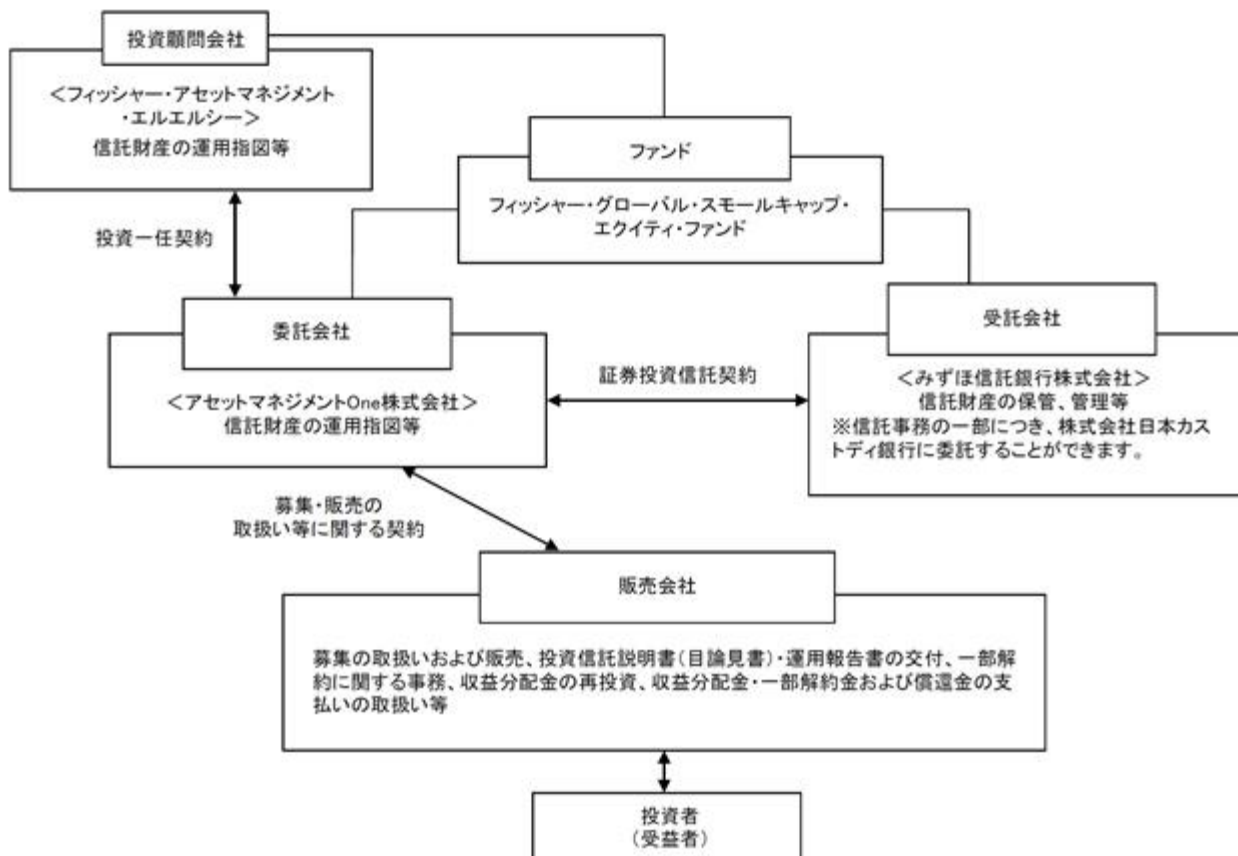 投資顧問会社
<フィッシャー・アセットマネジメント
・エルエルシー>
信託財産の運用指図等
ファンド
フィッシャー・グローバル・スモールキャップ・
エクイティ・ファンド
投資一任契約
委託会社
<アセットマネジメントOne株式会社>
信託財産の運用指図等
証券投資信託契約
受託会社
<みずほ信託銀行株式会社>
信託財産の保管、管理等
※信託事務の一部につき、株式会社日本カス
トディ銀行に委託することができます。
募集・販売の
取扱い等に関する契約
販売会社
募集の取扱いおよび販売、投資信託説明書(目論見書)・運用報告書の交付、一部解
約に関する事務、収益分配金の再投資、収益分配金・一部解約金および償還金の支
払いの取扱い等
投資者
(受益者)